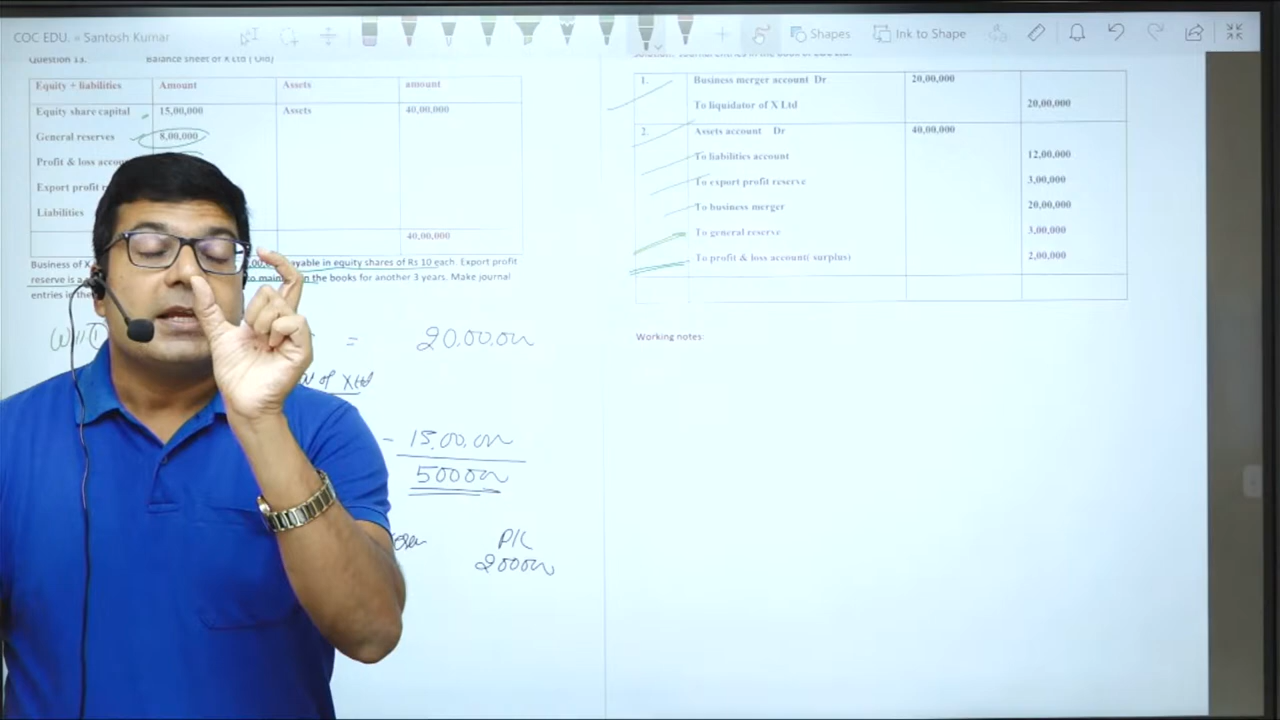 COC EDU. - Santosh Kumar
Shapes
Ink to Shape
Question 13. Balance sheet of X Ltd ( Old)
Equity + liabilities Amount Assets amount
Equity share capital 15,00,000 Assets 40,00,000
General reserves 8,00,000
Profit & loss
Export profit
Liabilities
40,00,000
Business of payable in equity shares of Rs 10 each. Export profit
reserve is a to in the books for another 3 years. Make journal
entries in
= 20,00,000
of X Ltd
- 15,00,000
500000
P/L
200000
1. Business merger account Dr 20,00,000
To liquidator of X Ltd 20,00,000
2. Assets account Dr 40,00,000
To liabilities account 12,00,000
To export profit reserve 3,00,000
To business merger 20,00,000
To general reserve 3,00,000
To profit & loss account( surplus) 2,00,000
Working notes: